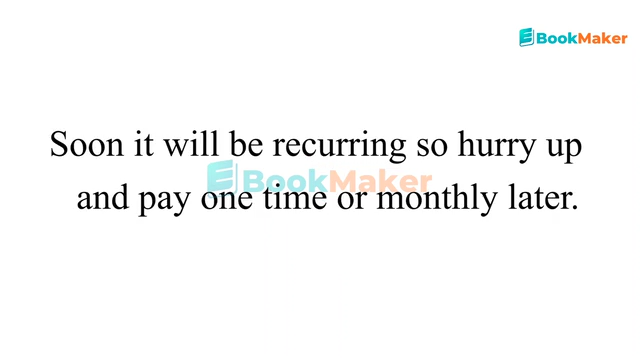 BookMaker
Soon it will be recurring so hurry up
BookMaker
and pay one time or monthly later.